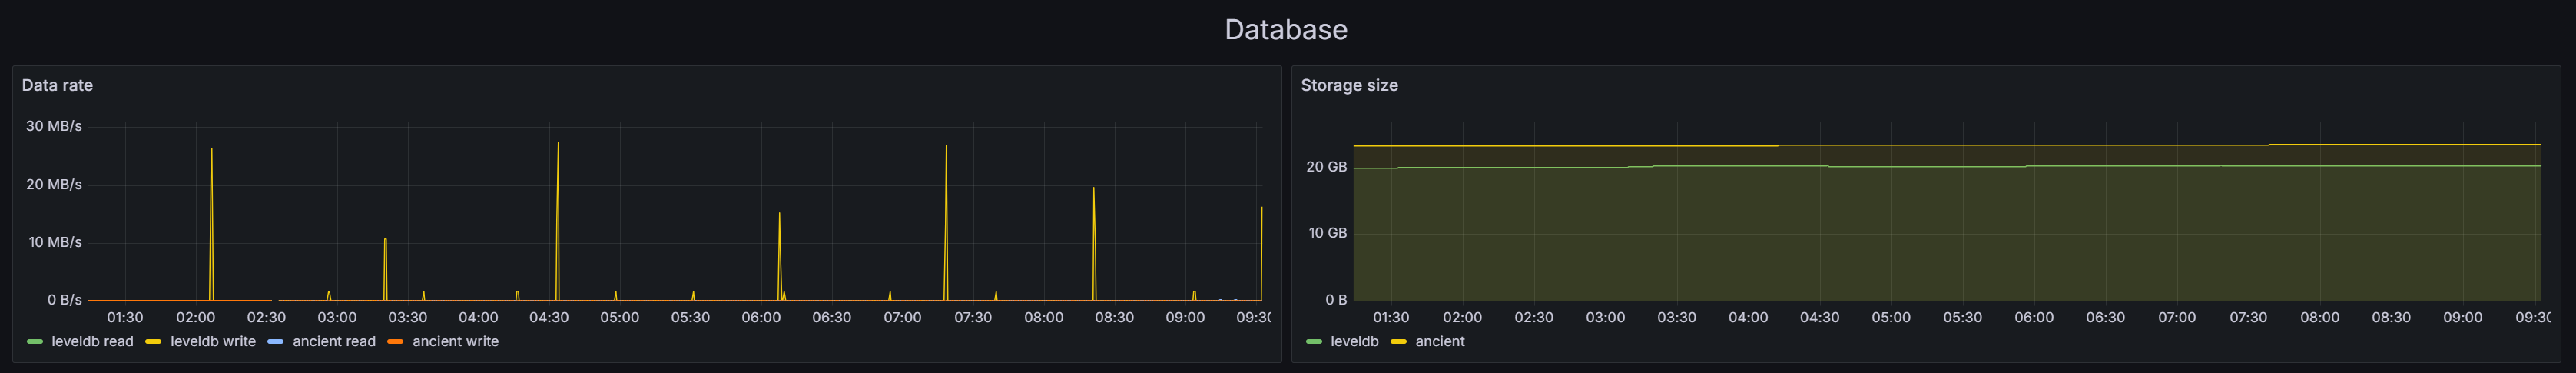 Database
Data rate
30 MB/s
20 MB/s
10 MB/s
0 B/s
01:30 02:00 02:30 03:00 03:30 04:00 04:30 05:00 05:30 06:00 06:30 07:00 07:30 08:00 08:30 09:00 09:30
leveldb read leveldb write ancient read ancient write
Storage size
20 GB
10 GB
0 B
01:30 02:00 02:30 03:00 03:30 04:00 04:30 05:00 05:30 06:00 06:30 07:00 07:30 08:00 08:30 09:00 09:30
leveldb ancient